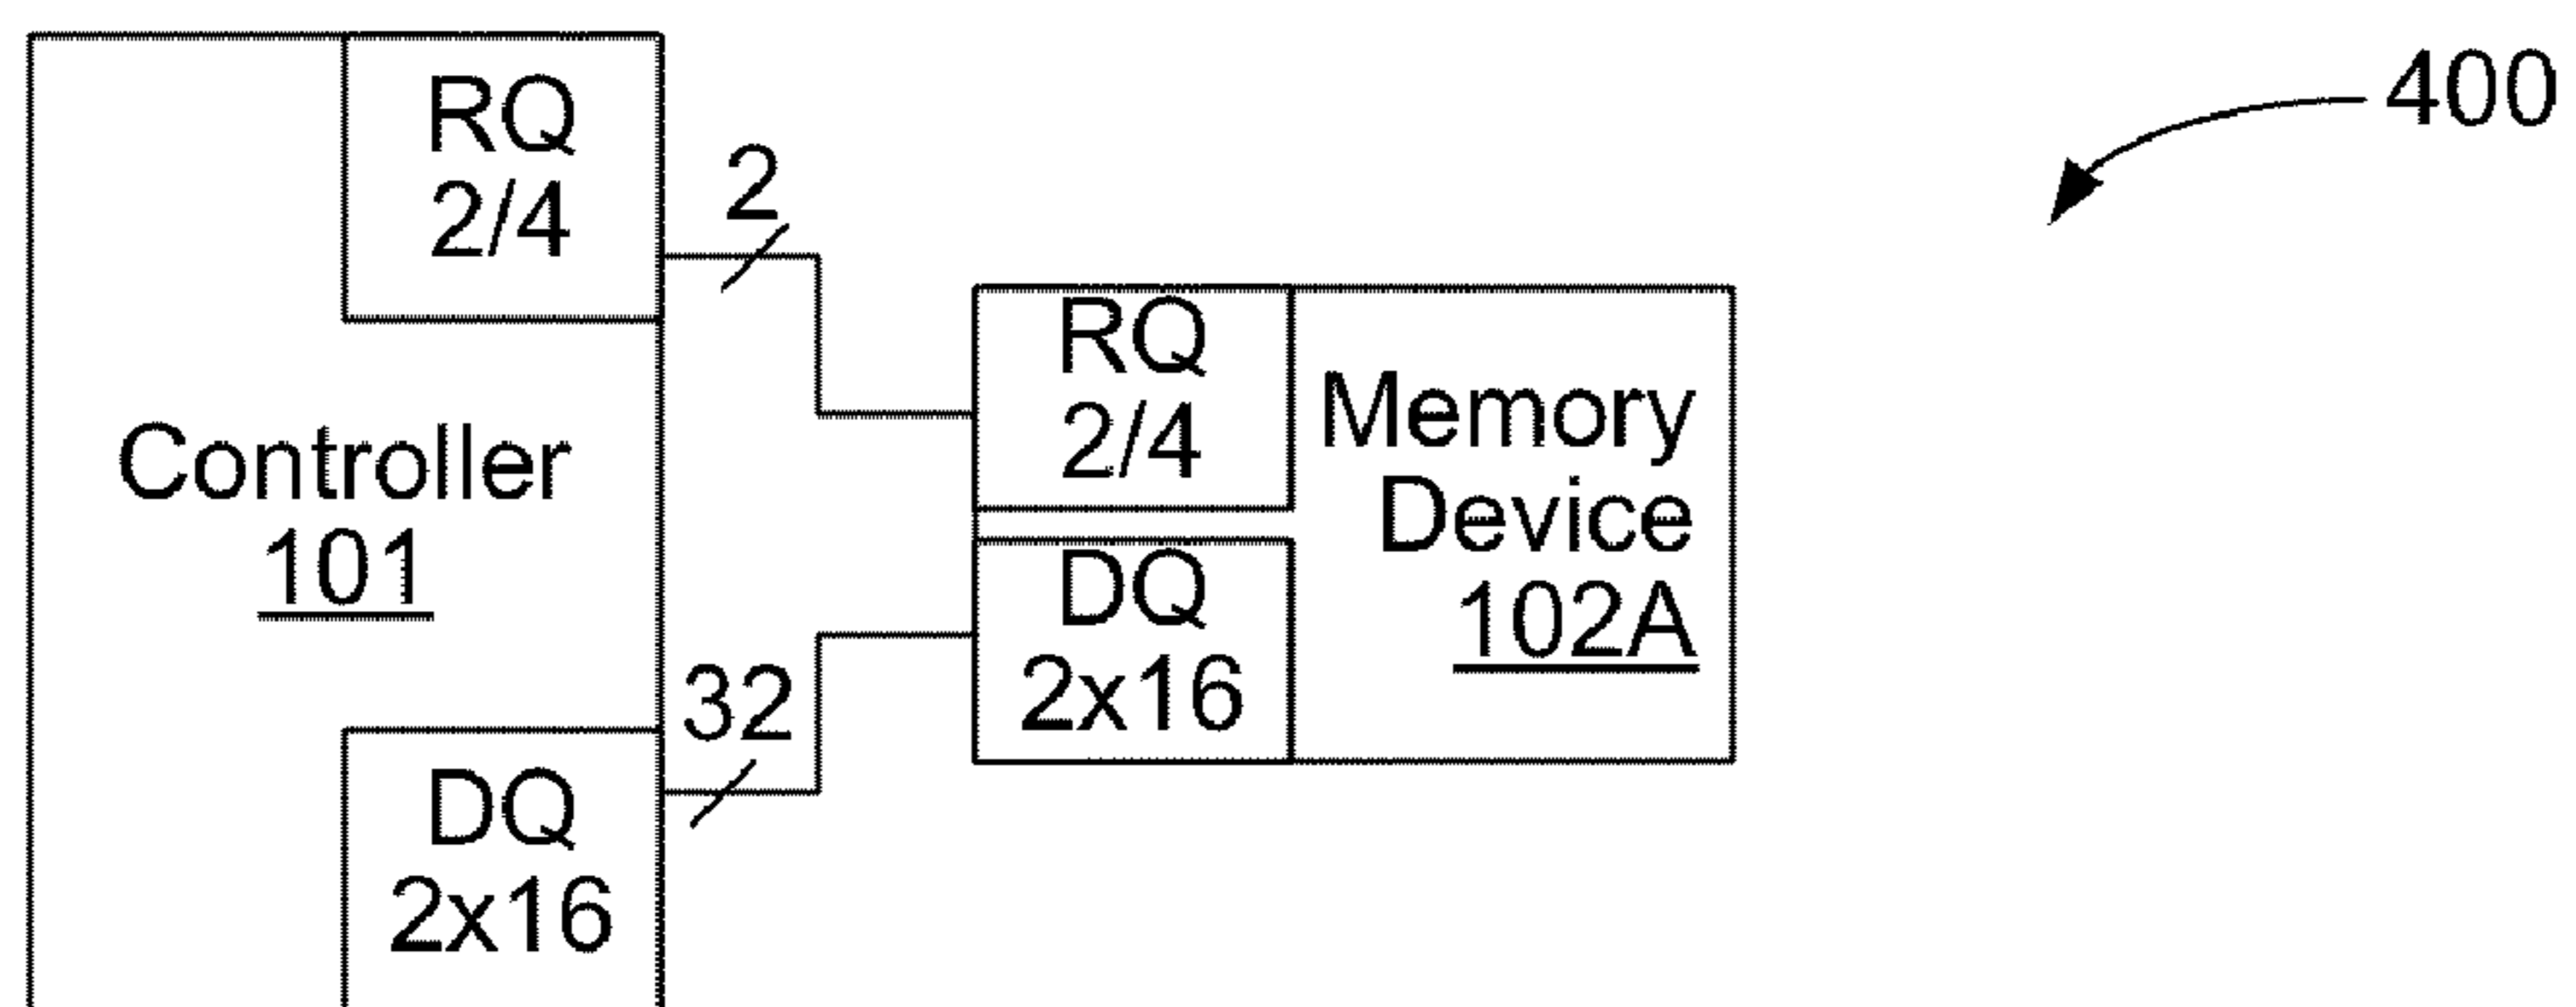 400
RQ
2/4
2
Controller
101
32
DQ
2x16
RQ
2/4
DQ
2x16
Memory
Device
102A